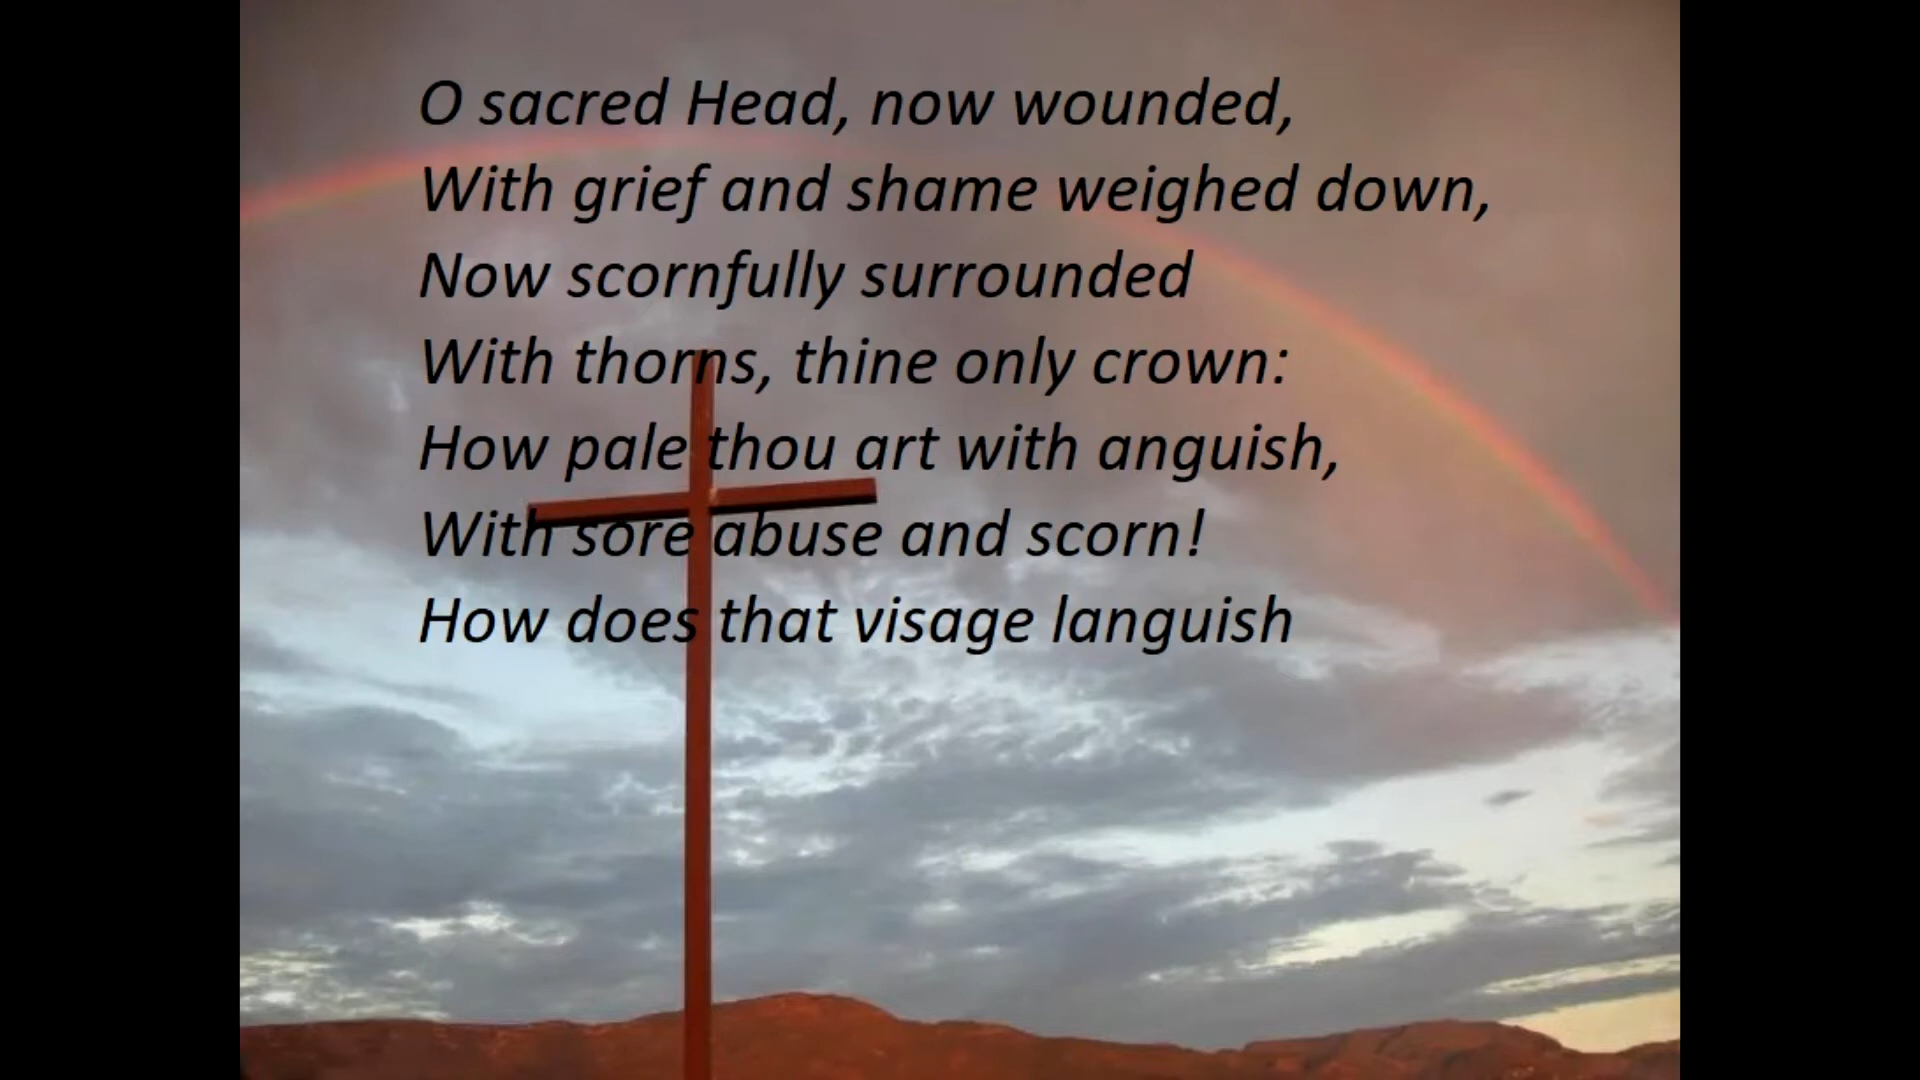 O sacred Head, now wounded,
With grief and shame weighed down,
Now scornfully surrounded
With thorns, thine only crown:
How pale thou art with anguish,
With sore abuse and scorn!
How does that visage languish